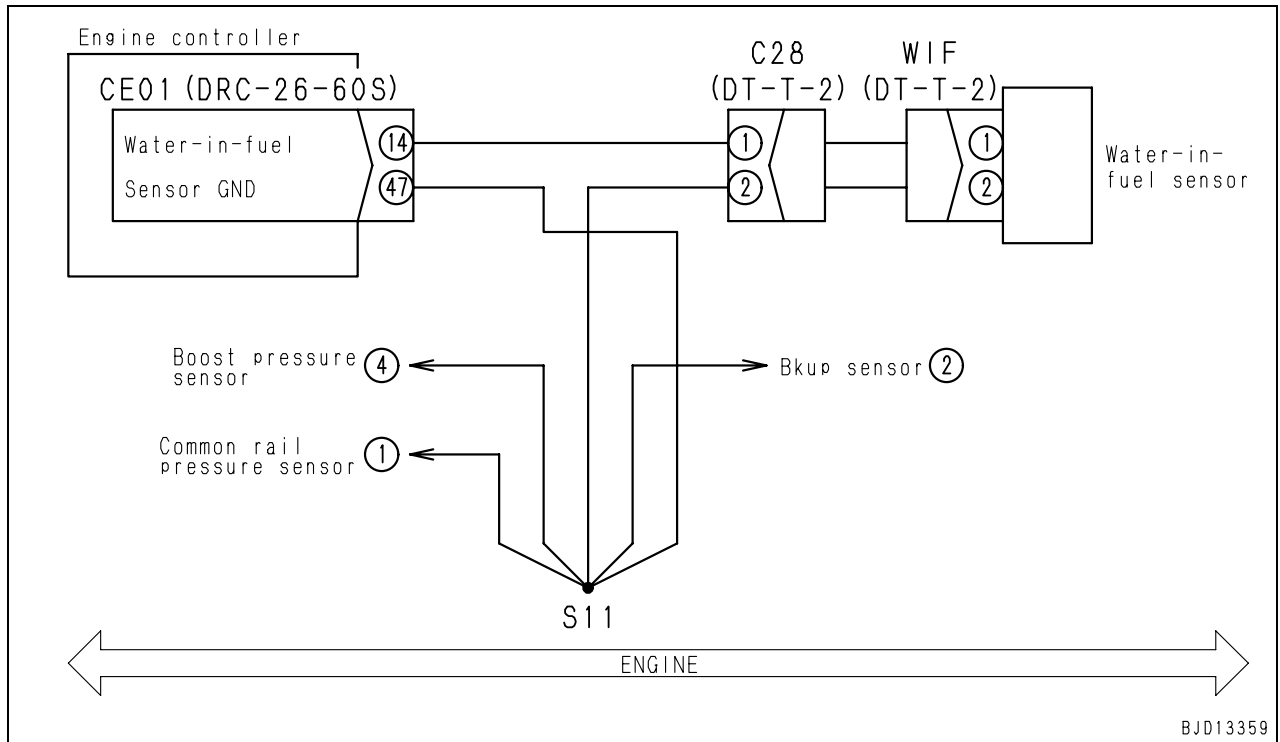 Engine controller
CE01 (DRC-26-60S)
C28
(DT-T-2)
WIF
(DT-T-2)
Water-in-fuel
14
1
1
Water-in-
fuel sensor
Sensor GND
47
2
2
Boost pressure
sensor
4
Bkup sensor
2
Common rail
pressure sensor
1
S11
ENGINE
BJD13359